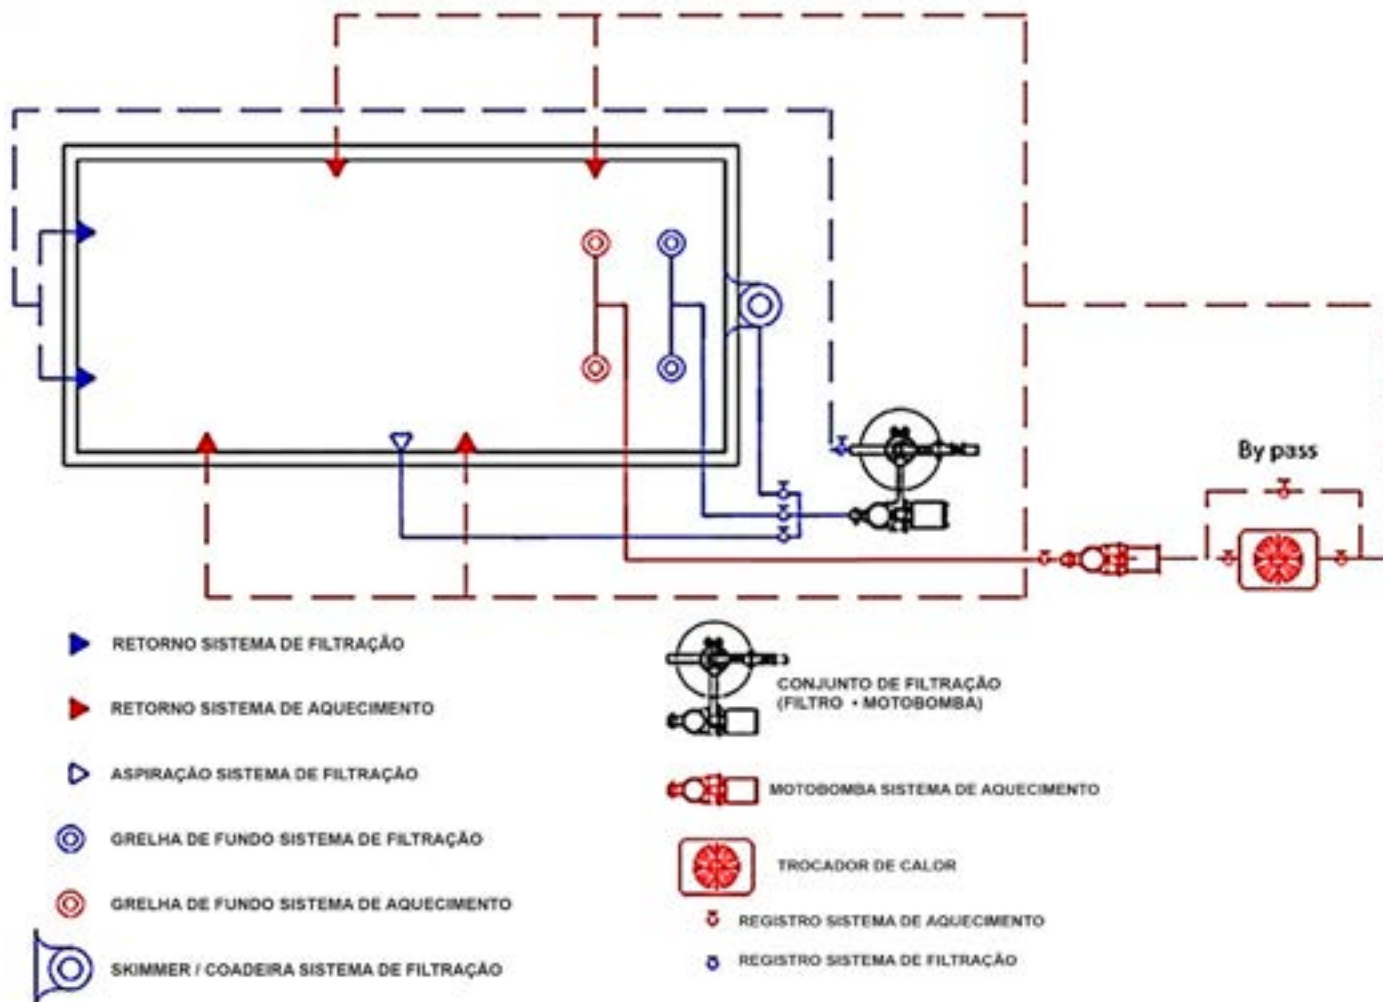 By pass
RETORNO SISTEMA DE FILTRAÇÃO
RETORNO SISTEMA DE AQUECIMENTO
ASPIRAÇÃO SISTEMA DE FILTRAÇÃO
GRELHA DE FUNDO SISTEMA DE FILTRAÇÃO
GRELHA DE FUNDO SISTEMA DE AQUECIMENTO
SKIMMER / COADEIRA SISTEMA DE FILTRAÇÃO
CONJUNTO DE FILTRAÇÃO
(FILTRO • MOTOBOMBA)
MOTOBOMBA SISTEMA DE AQUECIMENTO
TROCADOR DE CALOR
REGISTRO SISTEMA DE AQUECIMENTO
REGISTRO SISTEMA DE FILTRAÇÃO